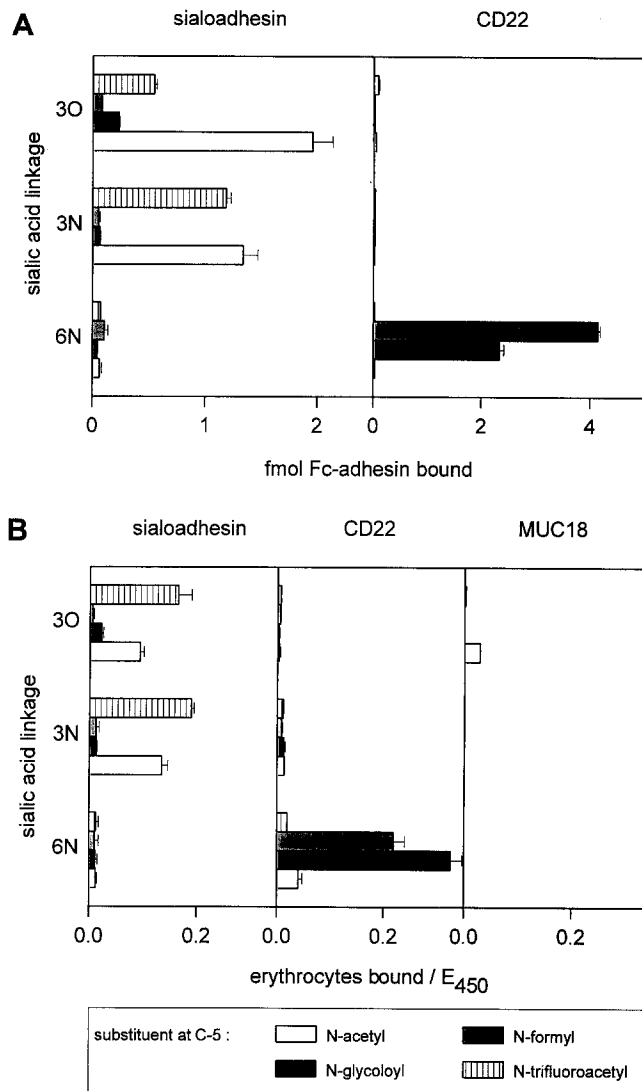 A
sialoadhesin CD22
sialic acid linkage
3O
3N
6N
0 1 2 0 2 4
fmol Fc-adhesin bound
B
sialoadhesin CD22 MUC18
sialic acid linkage
3O
3N
6N
0.0 0.2 0.0 0.2 0.0 0.2
erythrocytes bound / E450
substituent at C-5 : N-acetyl N-formyl
N-glycoloyl N-trifluoroacetyl